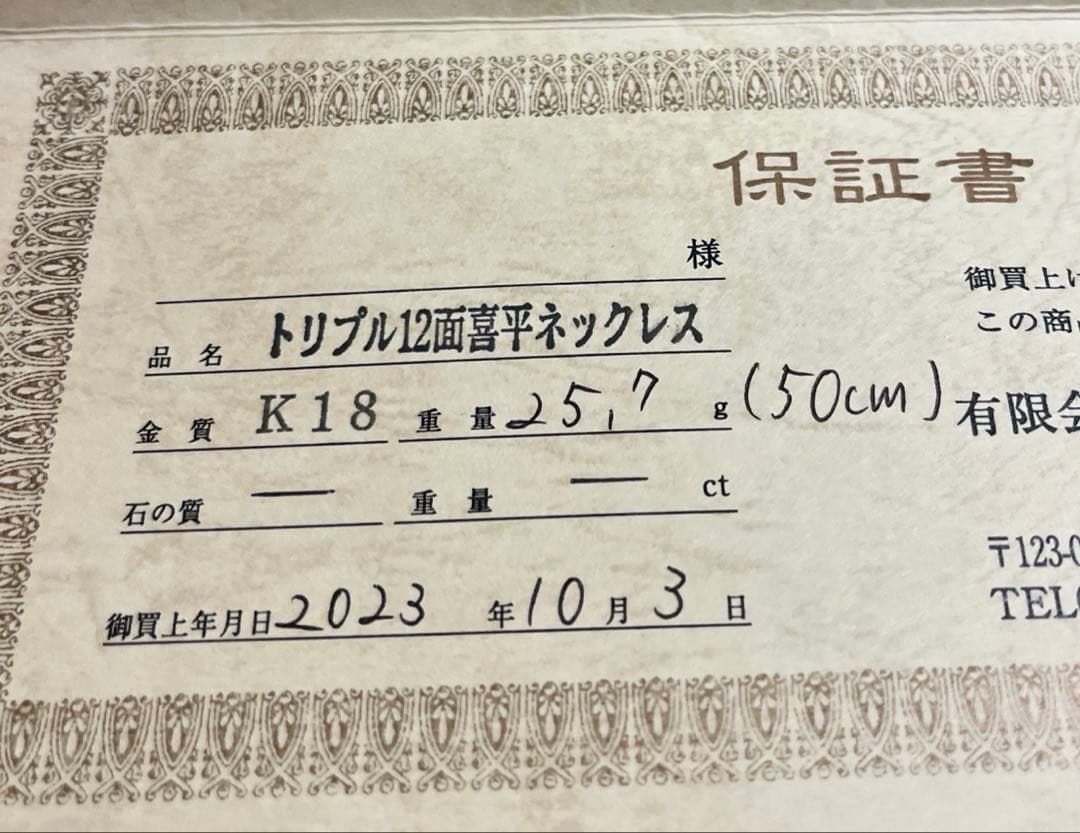 保証書
様
品名 トリプル12面喜平ネックレス
金質 K18 重量 25.7 g (50cm)
石の質 — 重量 — ct
御買上年月日 2023 年 10 月 3 日
御買上げ
この商
有限会
〒123-0
TEL